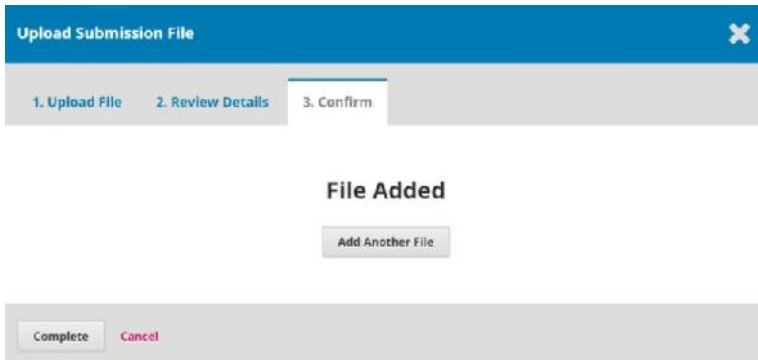 Upload Submission File
1. Upload File 2. Review Details 3. Confirm
File Added
Add Another File
Complete Cancel